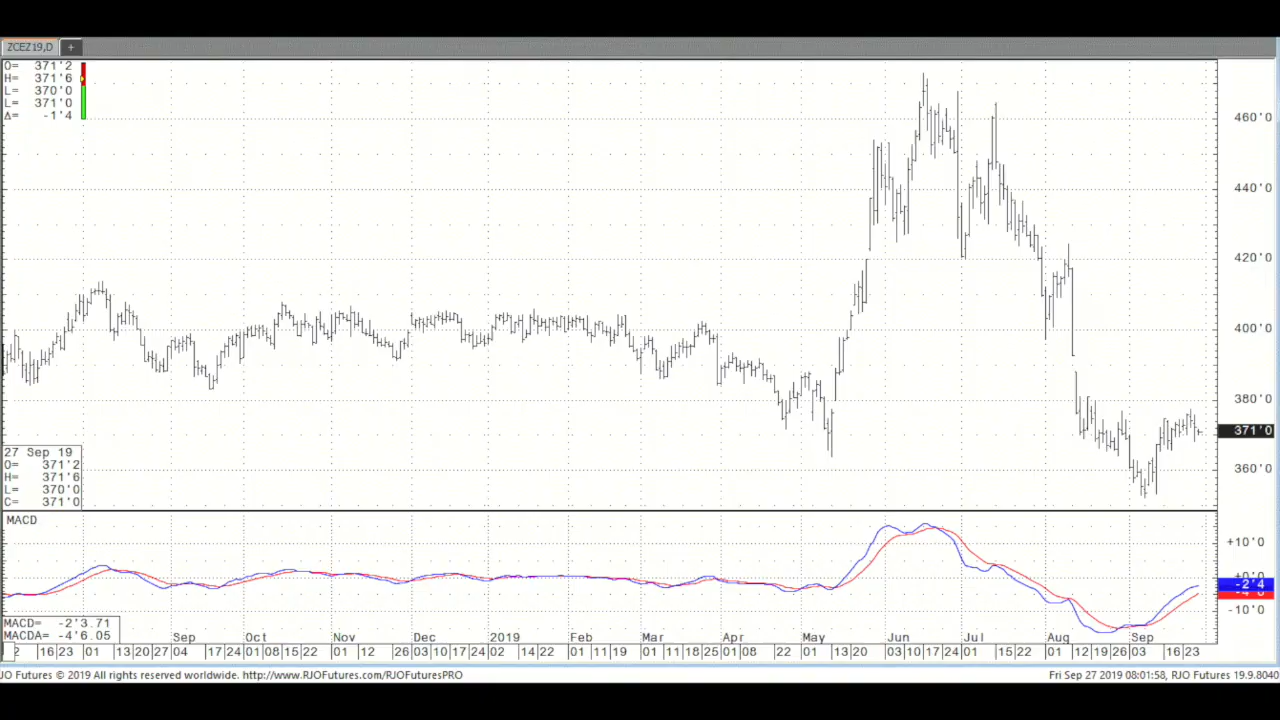 ZCEZ19,D +
O= 371'2
H= 371'6
L= 370'0
L= 371'0
Δ= -1'4
460'0
440'0
420'0
400'0
380'0
371'0
360'0
27 Sep 19
O= 371'2
H= 371'6
L= 370'0
C= 371'0
MACD
+10'0
-2'4
-10'0
MACD= -2'3.71
MACDA= -4'6.05
Sep Oct Nov Dec 2019 Feb Mar Apr May Jun Jul Aug Sep
2 16 23 01 13 20 27 04 17 24 01 08 15 22 01 12 26 03 10 17 24 02 14 22 01 11 19 01 11 18 25 01 08 22 01 13 20 03 10 17 24 01 15 22 01 12 19 26 03 16 23
JO Futures © 2019 All rights reserved worldwide. http://www.RJOFutures.com/RJOFuturesPRO
Fri Sep 27 2019 08:01:58, RJO Futures 19.9.8040